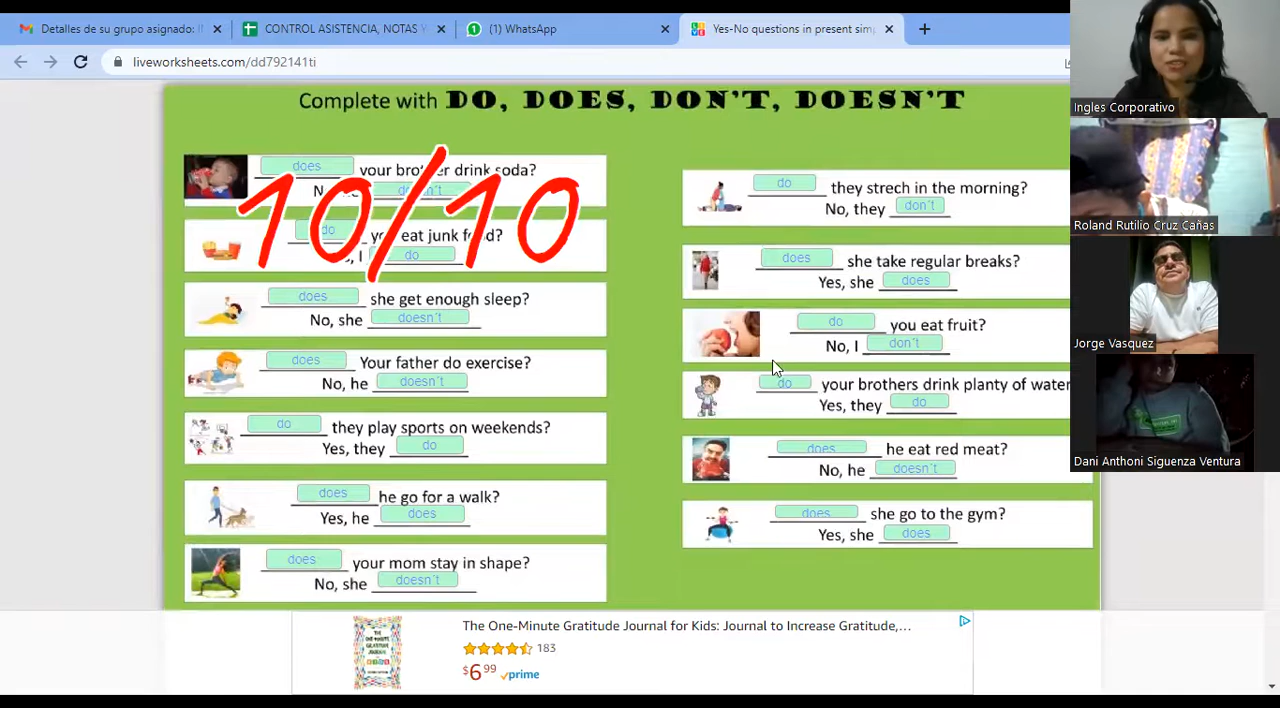 Detalles de su grupo asignado: I
CONTROL ASISTENCIA, NOTAS Y
(1) WhatsApp
Yes-No questions in present sim
liveworksheets.com/dd792141ti
Complete with DO, DOES, DON'T, DOESN'T
does your brother drink soda?
10/10
you eat junk food?
I do
does she get enough sleep?
No, she doesn't
does Your father do exercise?
No, he doesn't
do they play sports on weekends?
Yes, they do
does he go for a walk?
Yes, he does
does your mom stay in shape?
No, she doesn't
do they strech in the morning?
No, they don't
does she take regular breaks?
Yes, she does
do you eat fruit?
No, I don't
do your brothers drink planty of water
Yes, they do
does he eat red meat?
No, he doesn't
does she go to the gym?
Yes, she does
Ingles Corporativo
Roland Rutilio Cruz Cañas
Jorge Vasquez
Dani Anthoni Siguenza Ventura
The One-Minute Gratitude Journal for Kids: Journal to Increase Gratitude,...
183
$6 99 prime